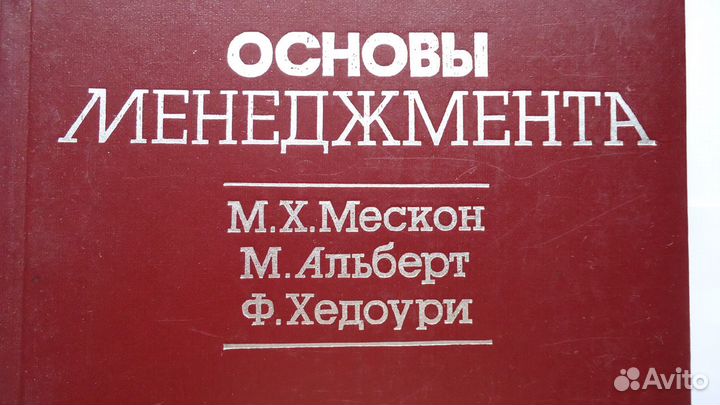 ОСНОВЫ
МЕНЕДЖМЕНТА
М.Х.Мескон
М.Альберт
Ф.Хедоури
Avito